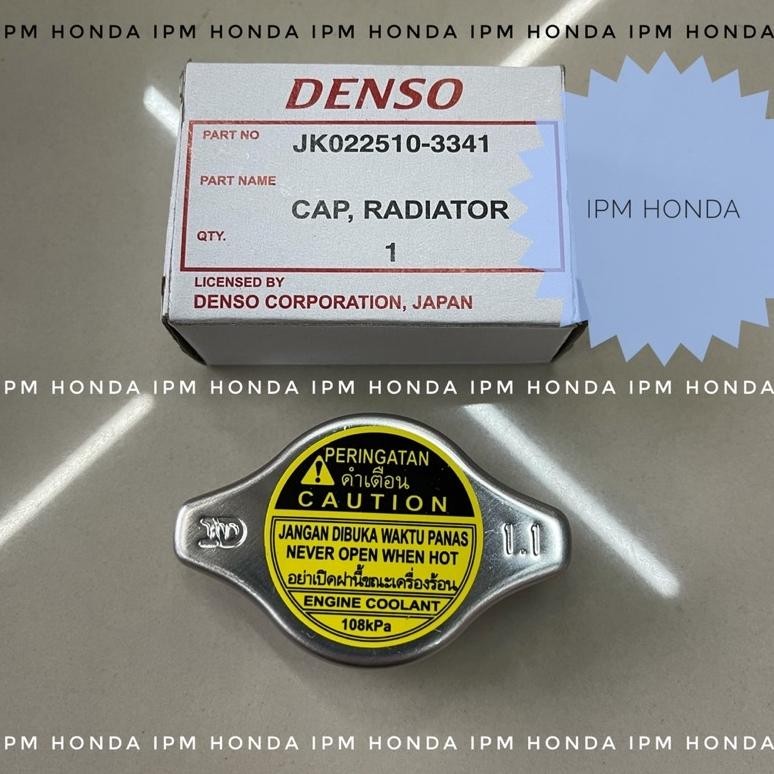 IPM HONDA IPM HONDA IPM HONDA IPM HONDA IPM HONDA
DENSO
PART NO
JK022510-3341
PART NAME
CAP, RADIATOR
QTY.
1
LICENSED BY
DENSO CORPORATION, JAPAN
IPM HONDA
IPM HONDA IPM HONDA IPM HONDA IPM HONDA IPM HONDA
PERINGATAN
คำเตือน
CAUTION
JANGAN DIBUKA WAKTU PANAS
NEVER OPEN WHEN HOT
อย่าเปิดฝานี้ขณะเครื่องร้อน
ENGINE COOLANT
108kPa
1.1
IPM HONDA IPM HONDA IPM HONDA IPM HONDA IPM HONDA